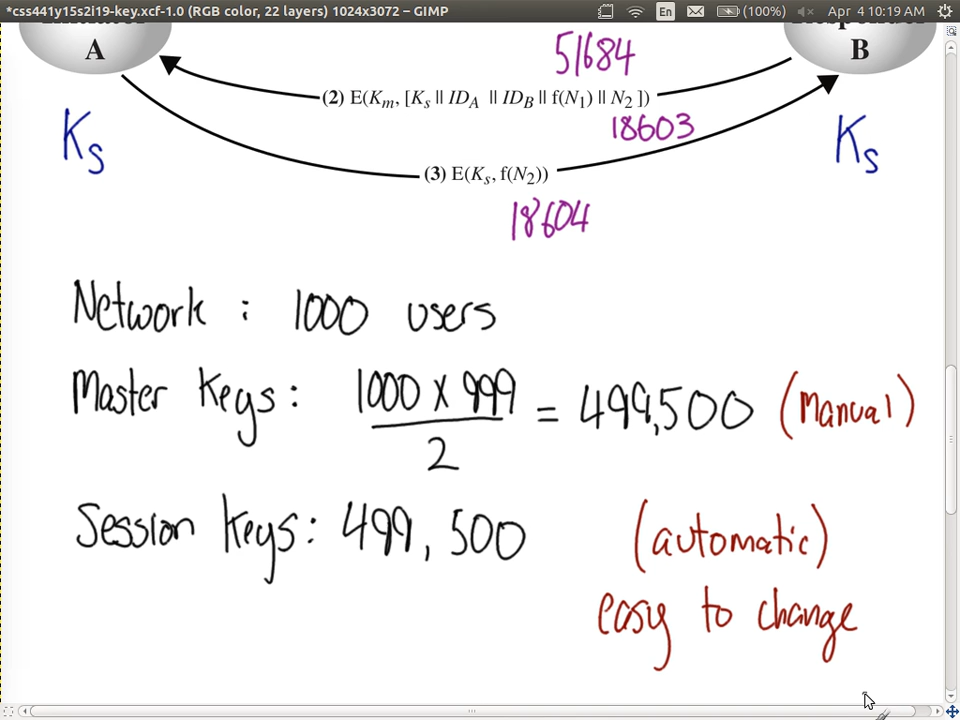 *css441y15s2i19-key.xcf-1.0 (RGB color, 22 layers) 1024x3072 – GIMP En (100%) Apr 4 10:19 AM
A B
51684
(2) E(Km, [Ks || IDA || IDB || f(N1) || N2 ])
18603
Ks Ks
(3) E(Ks, f(N2))
18604
Network : 1000 users
Master Keys: 1000 x 999 / 2 = 499,500 (Manual)
Session Keys: 499, 500 (automatic)
easy to change